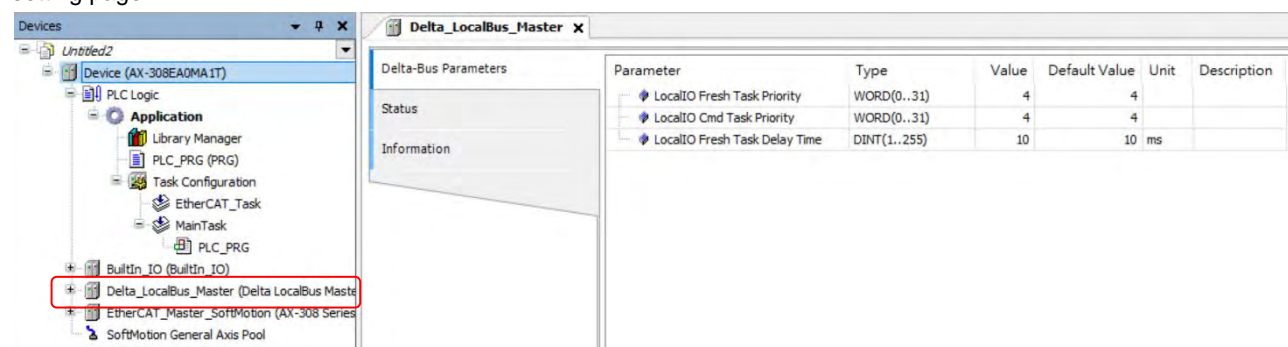 Devices
Untitled2
Device (AX-308EA0MA1T)
PLC Logic
Application
Library Manager
PLC_PRG (PRG)
Task Configuration
EtherCAT_Task
MainTask
PLC_PRG
BuiltIn_IO (BuiltIn_IO)
Delta_LocalBus_Master (Delta LocalBus Maste
EtherCAT_Master_SoftMotion (AX-308 Series
SoftMotion General Axis Pool
Delta_LocalBus_Master
Delta-Bus Parameters
Status
Information
Parameter Type Value Default Value Unit Description
LocalIO Fresh Task Priority WORD(0..31) 4 4
LocalIO Cmd Task Priority WORD(0..31) 4 4
LocalIO Fresh Task Delay Time DINT(1..255) 10 10 ms